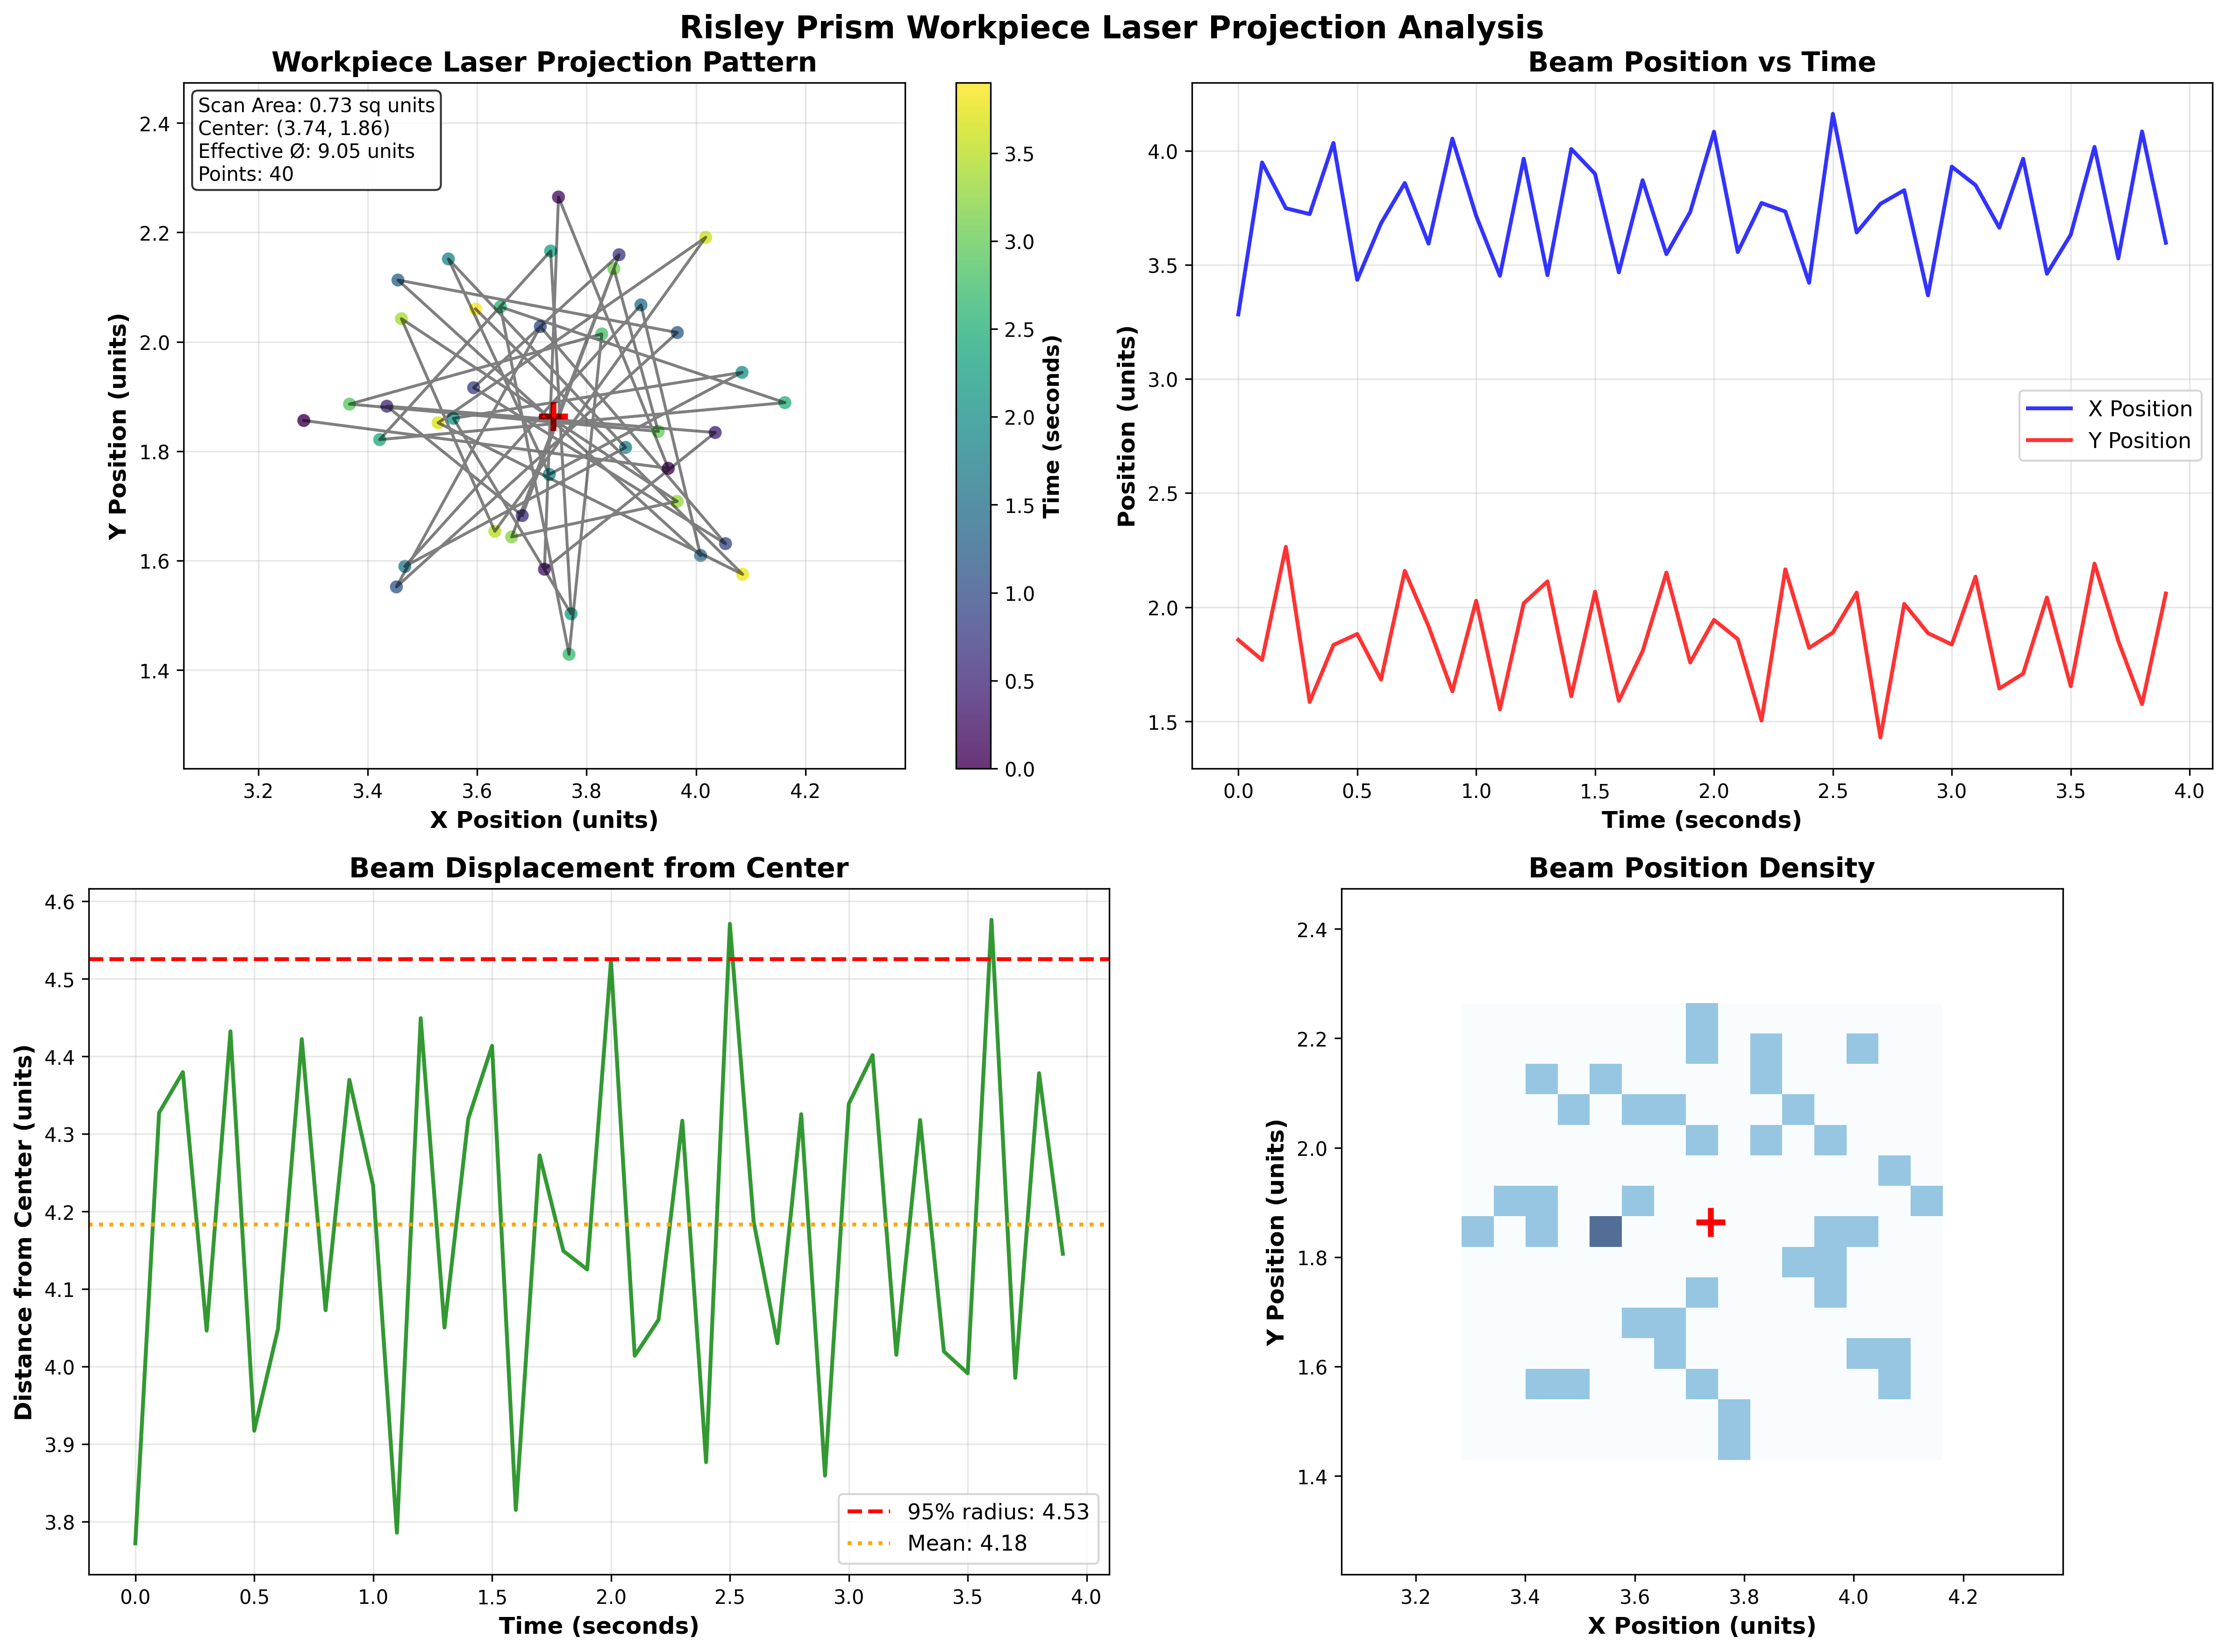 Risley Prism Workpiece Laser Projection Analysis
Workpiece Laser Projection Pattern
Scan Area: 0.73 sq units
Center: (3.74, 1.86)
Effective Ø: 9.05 units
Points: 40
Y Position (units)
2.4
2.2
2.0
1.8
1.6
1.4
3.2 3.4 3.6 3.8 4.0 4.2
X Position (units)
3.5
3.0
2.5
2.0
1.5
1.0
0.5
0.0
Time (seconds)
Beam Position vs Time
Position (units)
4.0
3.5
3.0
2.5
2.0
1.5
X Position
Y Position
0.0 0.5 1.0 1.5 2.0 2.5 3.0 3.5 4.0
Time (seconds)
Beam Displacement from Center
Distance from Center (units)
4.6
4.5
4.4
4.3
4.2
4.1
4.0
3.9
3.8
95% radius: 4.53
Mean: 4.18
0.0 0.5 1.0 1.5 2.0 2.5 3.0 3.5 4.0
Time (seconds)
Beam Position Density
Y Position (units)
2.4
2.2
2.0
1.8
1.6
1.4
3.2 3.4 3.6 3.8 4.0 4.2
X Position (units)